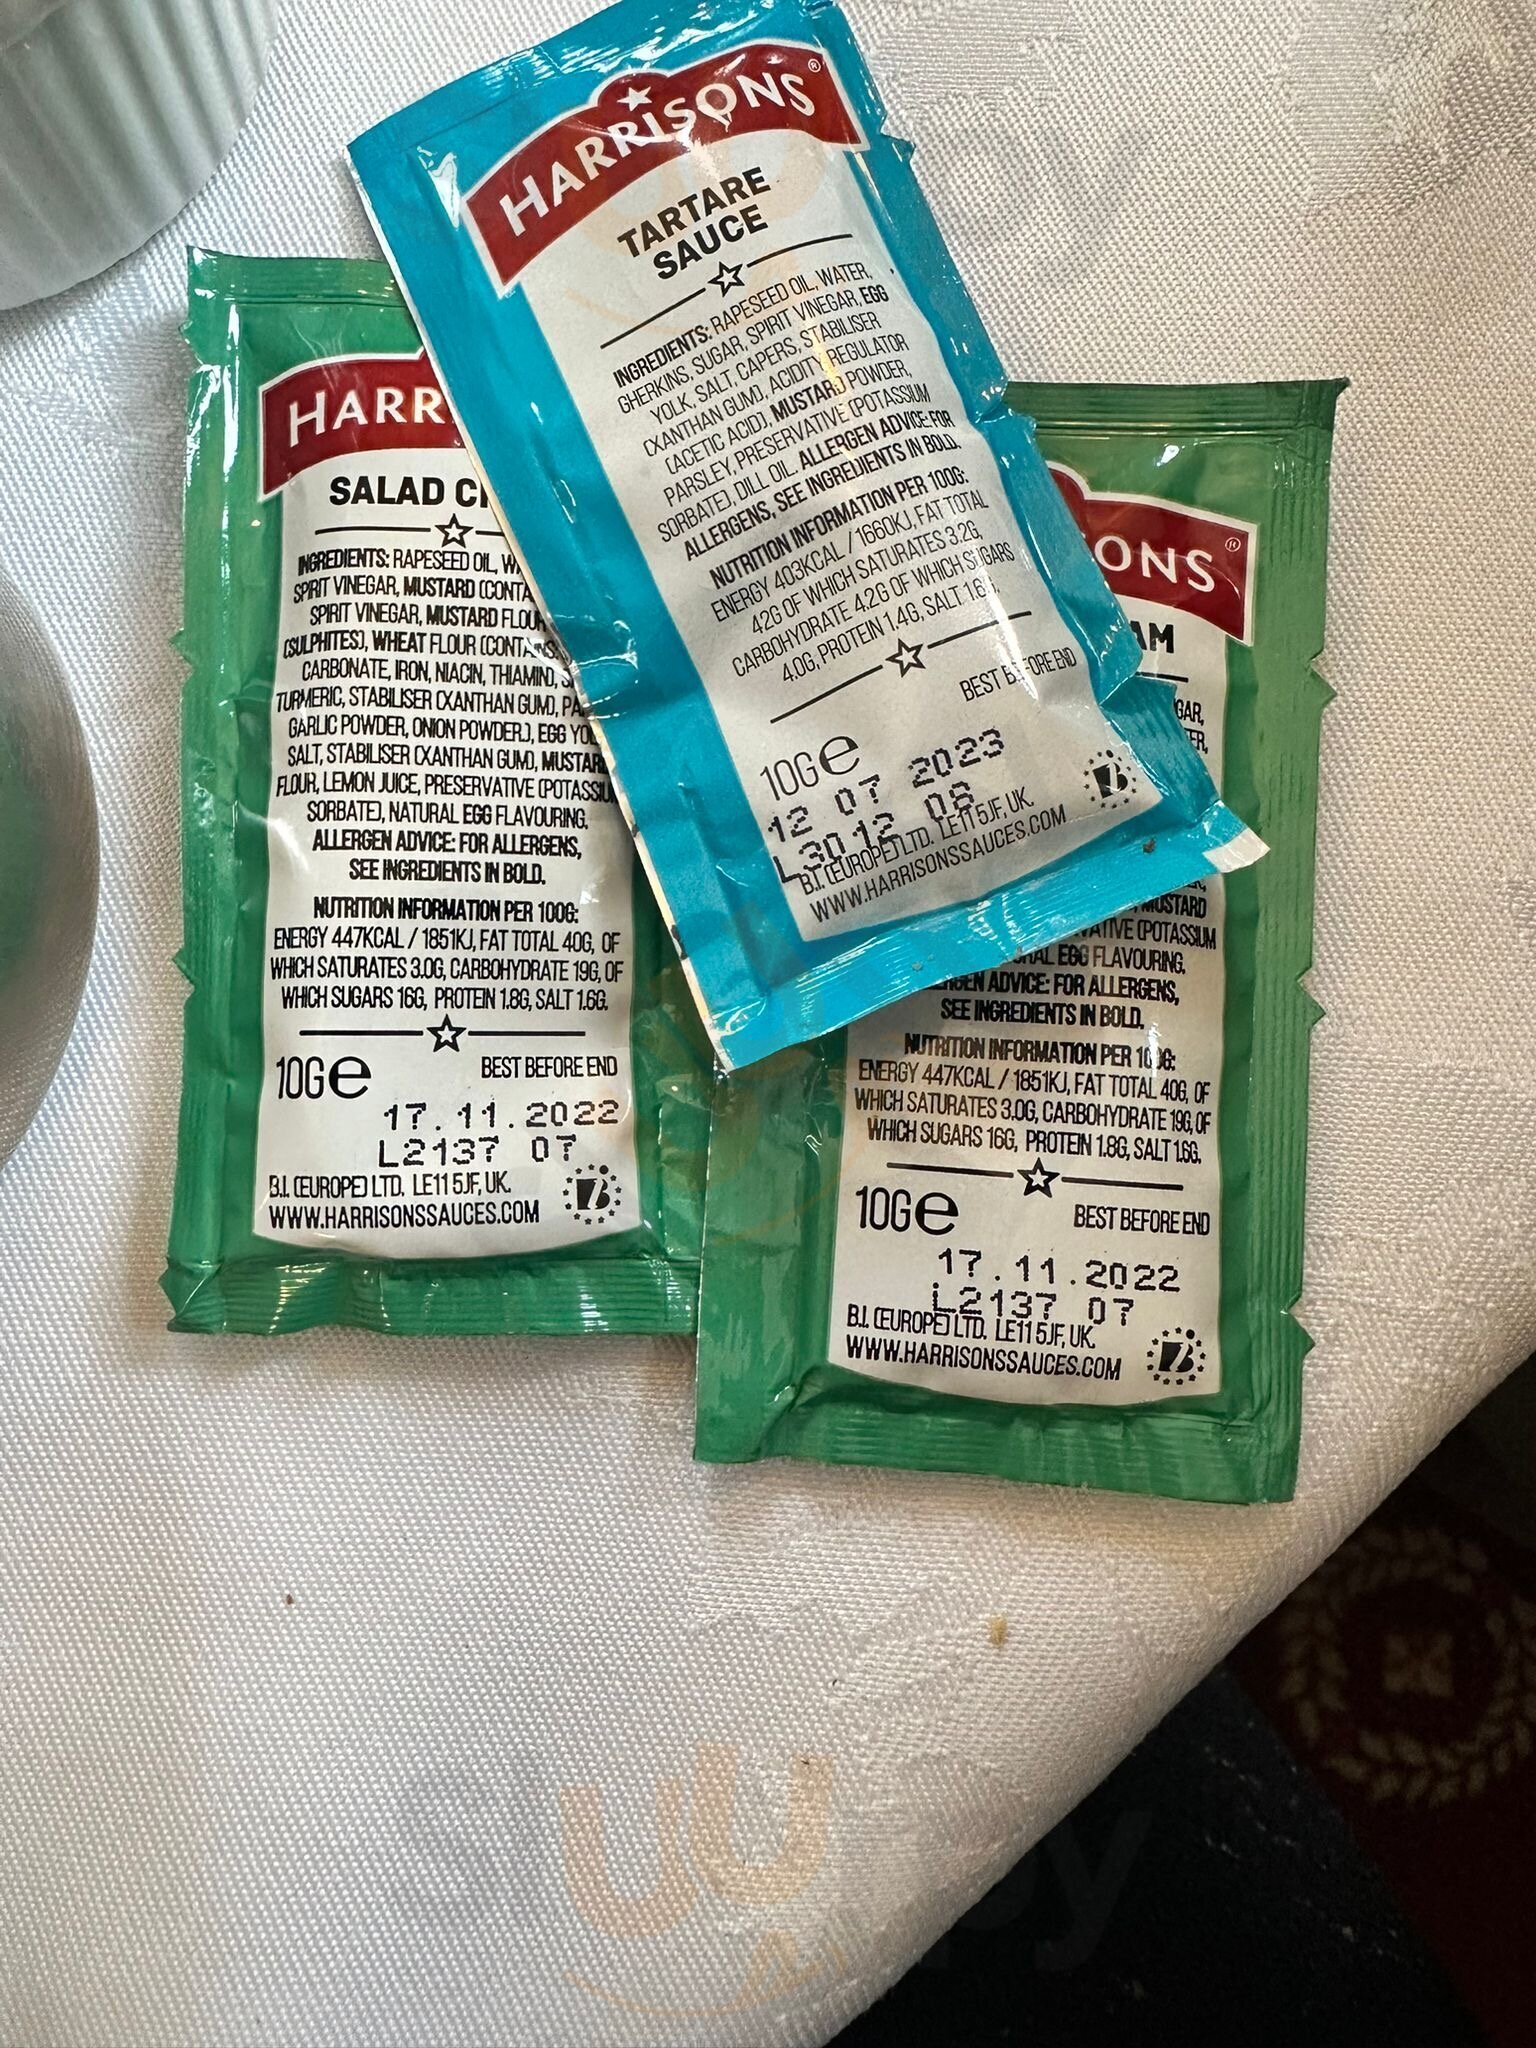 HARRISONS®
TARTARE
SAUCE
INGREDIENTS: RAPESEED OIL, WATER,
GHERKINS, SUGAR, SPIRIT VINEGAR, EGG
YOLK, SALT, CAPERS, STABILISER
(XANTHAN GUM), ACIDITY REGULATOR
(ACETIC ACID), MUSTARD POWDER,
PARSLEY, PRESERVATIVE (POTASSIUM
SORBATE), DILL OIL. ALLERGEN ADVICE: FOR
ALLERGENS, SEE INGREDIENTS IN BOLD.
NUTRITION INFORMATION PER 100G:
ENERGY 403KCAL / 1660KJ, FAT TOTAL
42G OF WHICH SATURATES 3.2G,
CARBOHYDRATE 4.2G OF WHICH SUGARS
4.0G, PROTEIN 1.4G, SALT 1.6G.
BEST BEFORE END
10G℮
12 07 2023
L3012 08
B.I. (EUROPE) LTD. LE11 5JF, UK.
WWW.HARRISONSSAUCES.COM
HARR
SALAD
INGREDIENTS: RAPESEED OIL,
SPIRIT VINEGAR, MUSTARD (CONTA
SPIRIT VINEGAR, MUSTARD FLOUR
(SULPHITES), WHEAT FLOUR (CONTAINS:
CARBONATE, IRON, NIACIN, THIAMIN),
TURMERIC, STABILISER (XANTHAN GUM),
GARLIC POWDER, ONION POWDER), EGG YO
SALT, STABILISER (XANTHAN GUM), MUSTARD
FLOUR, LEMON JUICE, PRESERVATIVE (POTASSIU
SORBATE), NATURAL EGG FLAVOURING.
ALLERGEN ADVICE: FOR ALLERGENS,
SEE INGREDIENTS IN BOLD.
NUTRITION INFORMATION PER 100G:
ENERGY 447KCAL / 1851KJ, FAT TOTAL 40G, OF
WHICH SATURATES 3.0G, CARBOHYDRATE 19G, OF
WHICH SUGARS 16G, PROTEIN 1.8G, SALT 1.6G.
10G℮ BEST BEFORE END
17.11.2022
L2137 07
B.I. (EUROPE) LTD. LE11 5JF, UK.
WWW.HARRISONSSAUCES.COM
SONS®
AM
GAR,
ER,
MUSTARD
VATIVE (POTASSIUM
RAL EGG FLAVOURING.
RGEN ADVICE: FOR ALLERGENS,
SEE INGREDIENTS IN BOLD.
NUTRITION INFORMATION PER 100G:
ENERGY 447KCAL / 1851KJ, FAT TOTAL 40G, OF
WHICH SATURATES 3.0G, CARBOHYDRATE 19G, OF
WHICH SUGARS 16G, PROTEIN 1.8G, SALT 1.6G.
10G℮ BEST BEFORE END
17.11.2022
L2137 07
B.I. (EUROPE) LTD. LE11 5JF, UK.
WWW.HARRISONSSAUCES.COM